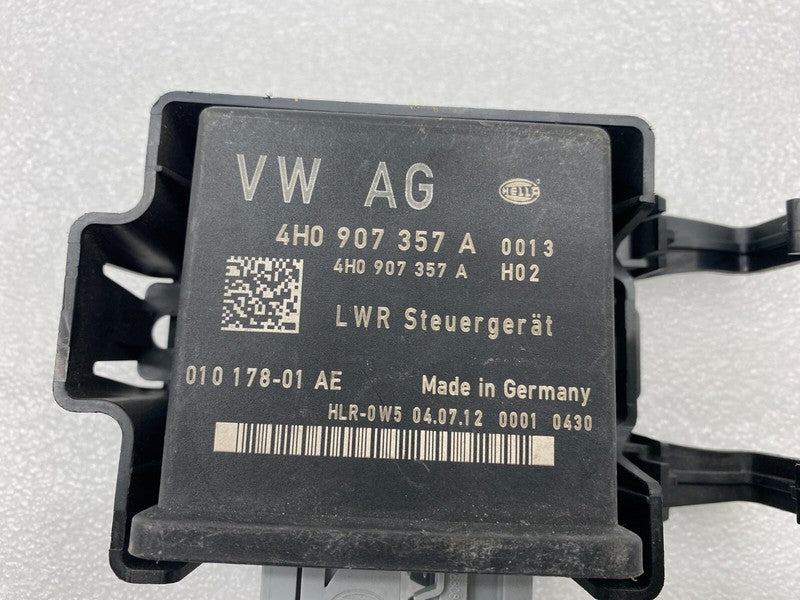 VW AG HELLA
4H0 907 357 A 0013
4H0 907 357 A H02
LWR Steuergerät
010 178-01 AE Made in Germany
HLR-0W5 04.07.12 0001 0430